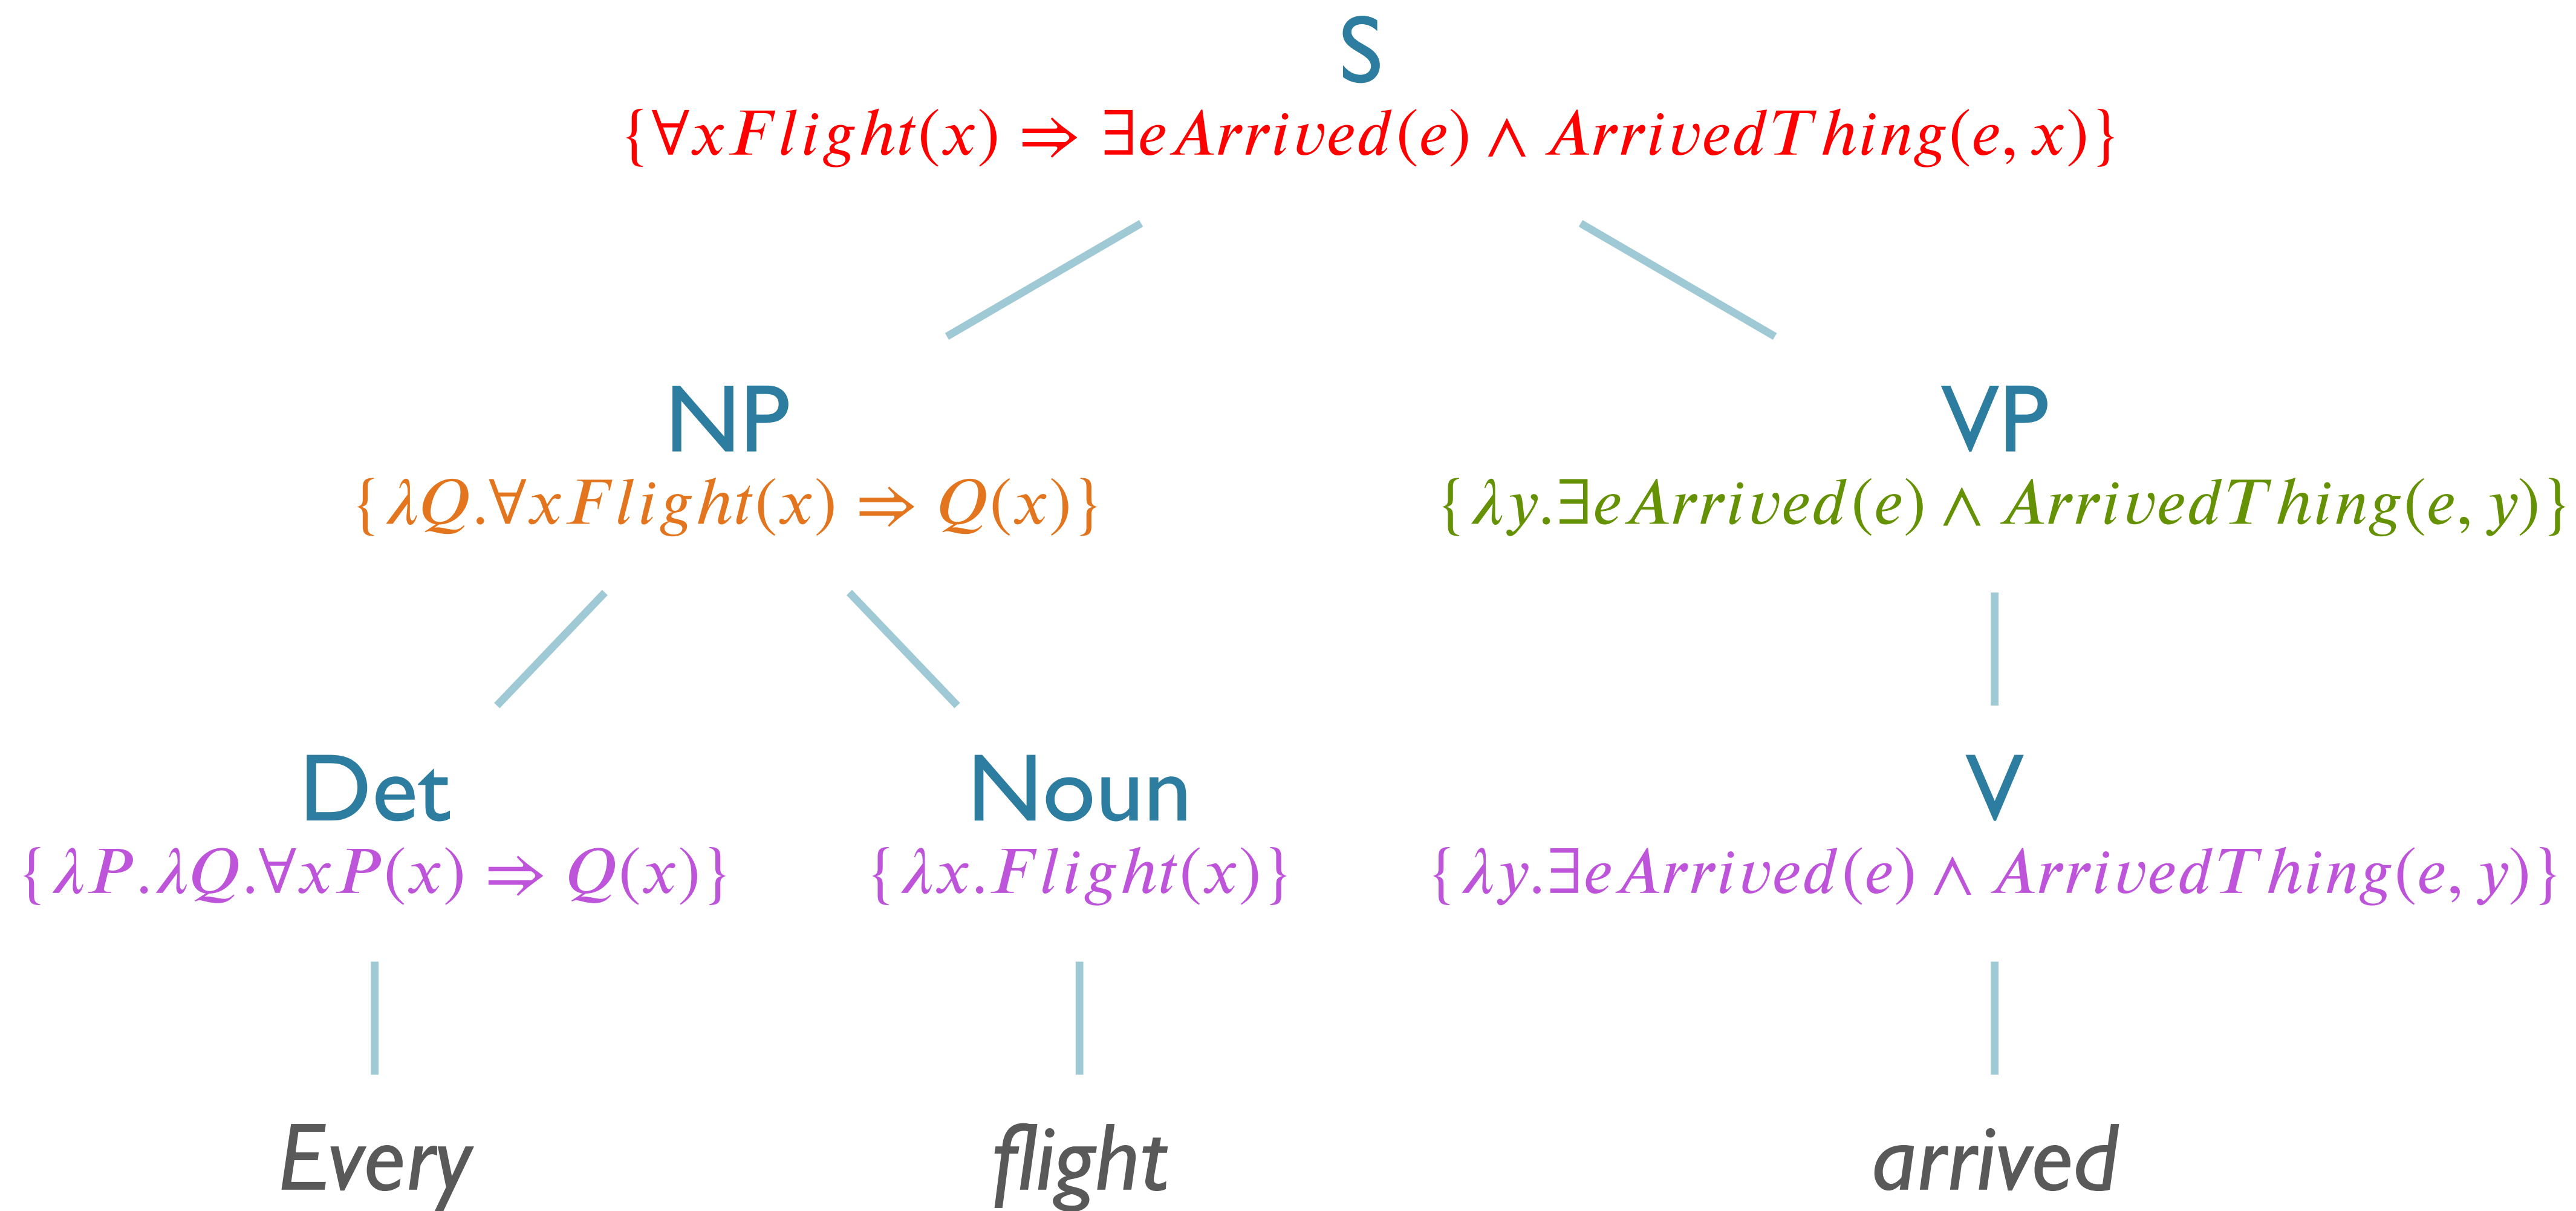 S
{∀xFlight(x) ⇒ ∃eArrived(e) ∧ ArrivedThing(e, x)}
NP VP
{λQ.∀xFlight(x) ⇒ Q(x)} {λy.∃eArrived(e) ∧ ArrivedThing(e, y)}
Det Noun V
{λP.λQ.∀xP(x) ⇒ Q(x)} {λx.Flight(x)} {λy.∃eArrived(e) ∧ ArrivedThing(e, y)}
Every flight arrived